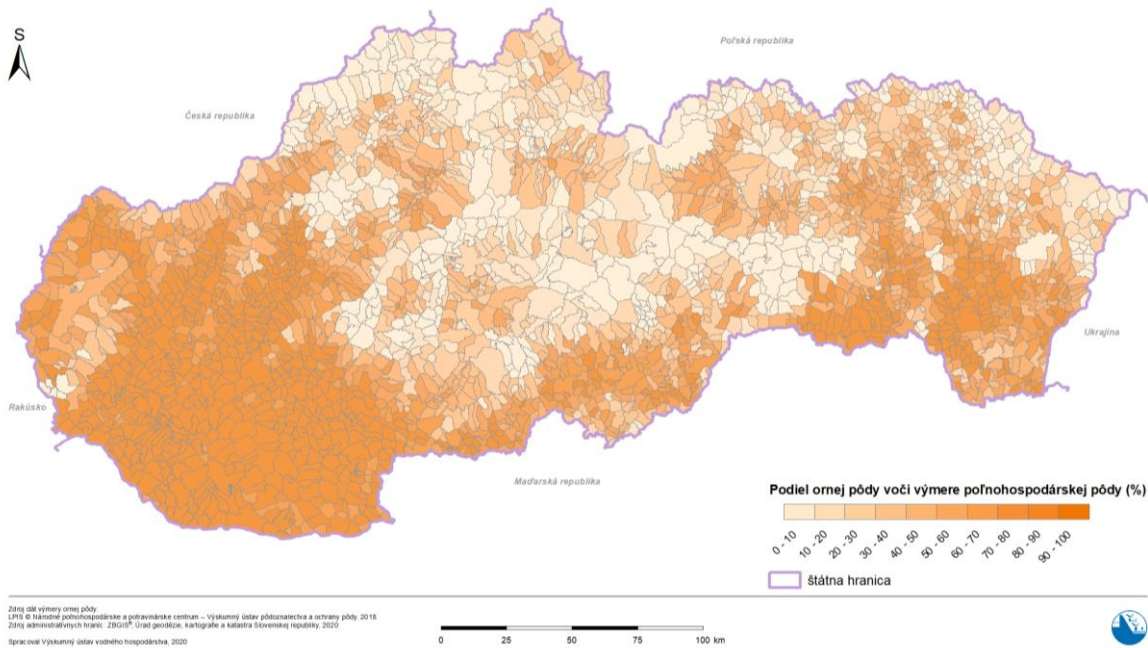 S
Poľská republika
Česká republika
Ukrajina
Rakúsko
Maďarská republika
Podiel ornej pôdy voči výmere poľnohospodárskej pôdy (%)
0 - 10
10 - 20
20 - 30
30 - 40
40 - 50
50 - 60
60 - 70
70 - 80
80 - 90
90 - 100
štátna hranica
Zdroj dát výmery ornej pôdy:
LPIS © Národné poľnohospodárske a potravinárske centrum – Výskumný ústav pôdoznalectva a ochrany pôdy, 2018
Zdroj administratívnych hraníc: ZBGIS®, Úrad geodézie, kartografie a katastra Slovenskej republiky, 2020
Spracoval Výskumný ústav vodného hospodárstva, 2020
0 25 50 75 100 km